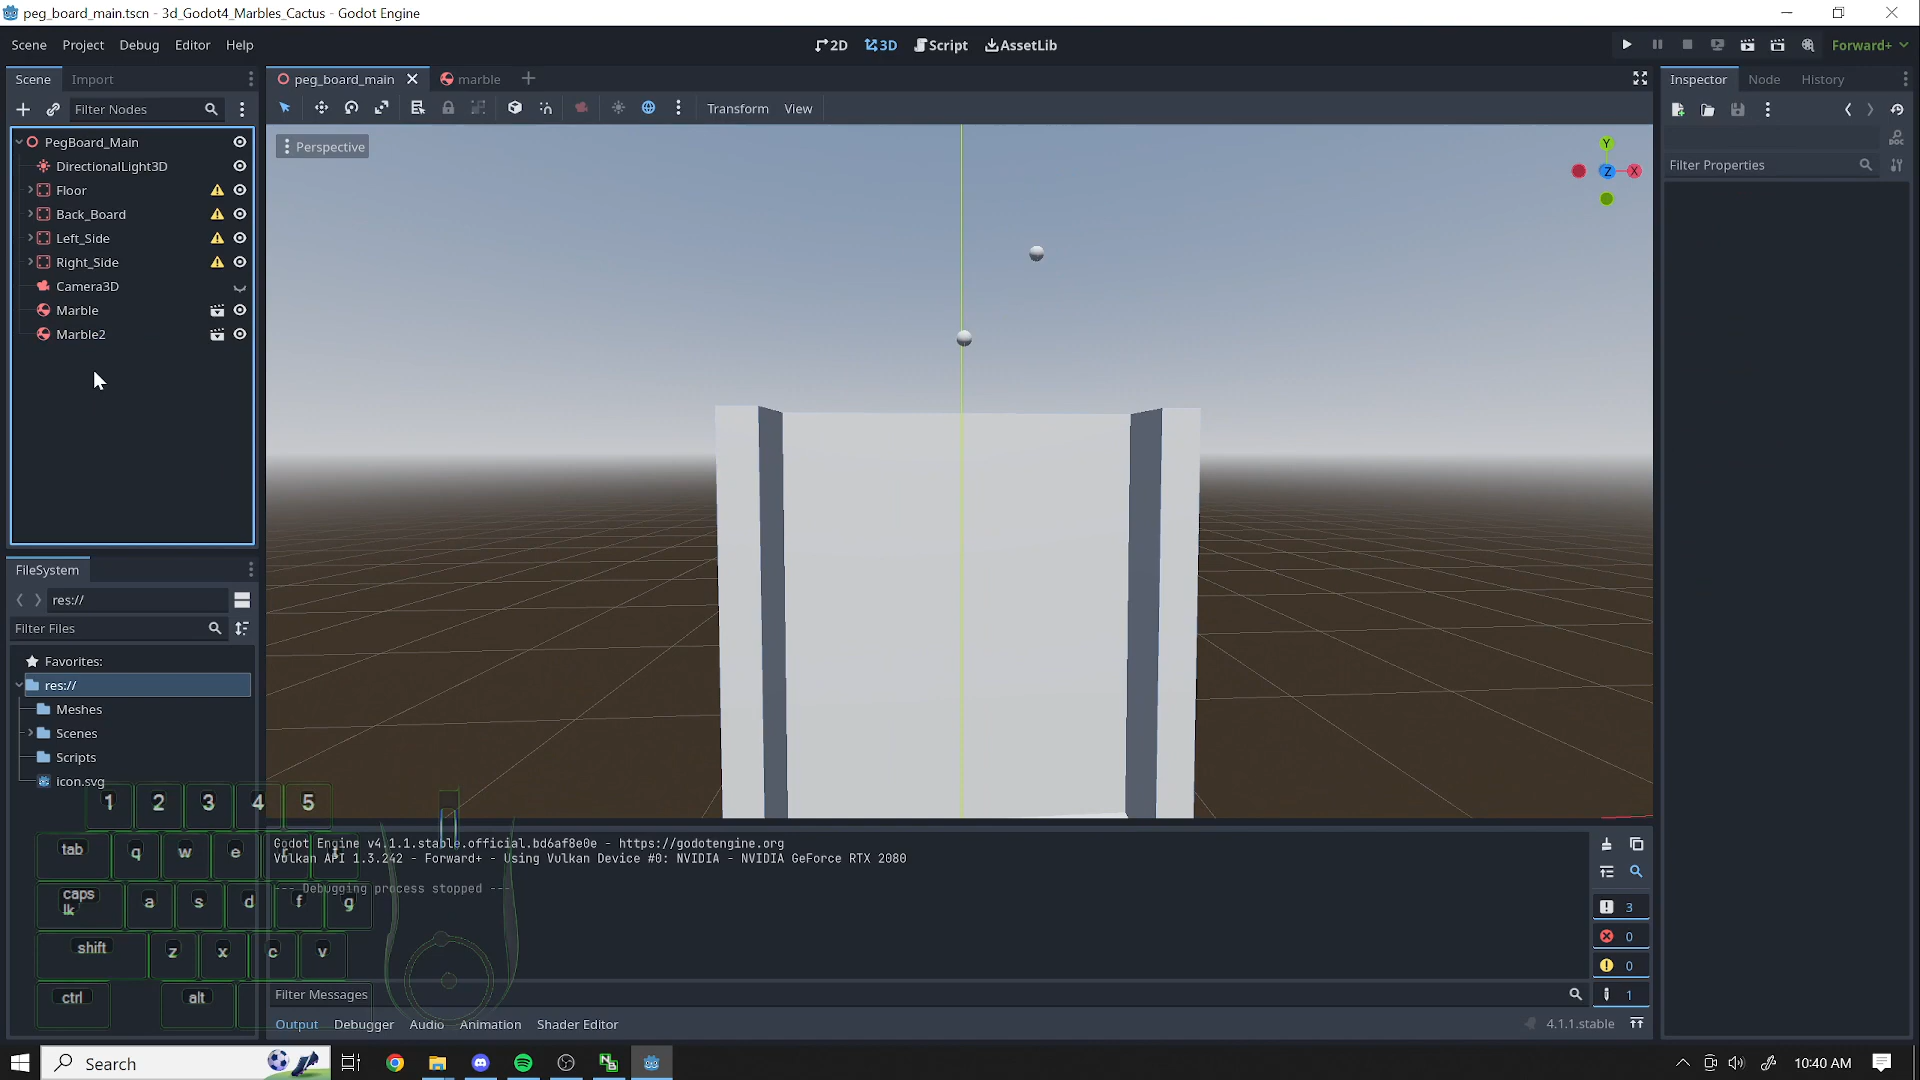 peg_board_main.tscn - 3d_Godot4_Marbles_Cactus - Godot Engine
Scene Project Debug Editor Help
2D 3D Script AssetLib
Forward+
Scene Import
peg_board_main marble
Inspector Node History
Filter Nodes
Transform View
Perspective
Filter Properties
Y
Z X
PegBoard_Main
DirectionalLight3D
Floor
Back_Board
Left_Side
Right_Side
Camera3D
Marble
Marble2
FileSystem
res://
Filter Files
Favorites:
res://
Meshes
Scenes
Scripts
icon.svg
1 2 3 4 5
tab q w e r t
caps lk a s d f g
shift z x c v
ctrl alt
Godot Engine v4.1.1.stable.official.bd6af8e0e - https://godotengine.org
Vulkan API 1.3.242 - Forward+ - Using Vulkan Device #0: NVIDIA - NVIDIA GeForce RTX 2080
--- Debugging process stopped ---
3
0
0
1
Filter Messages
Output Debugger Audio Animation Shader Editor
4.1.1.stable
Search
10:40 AM